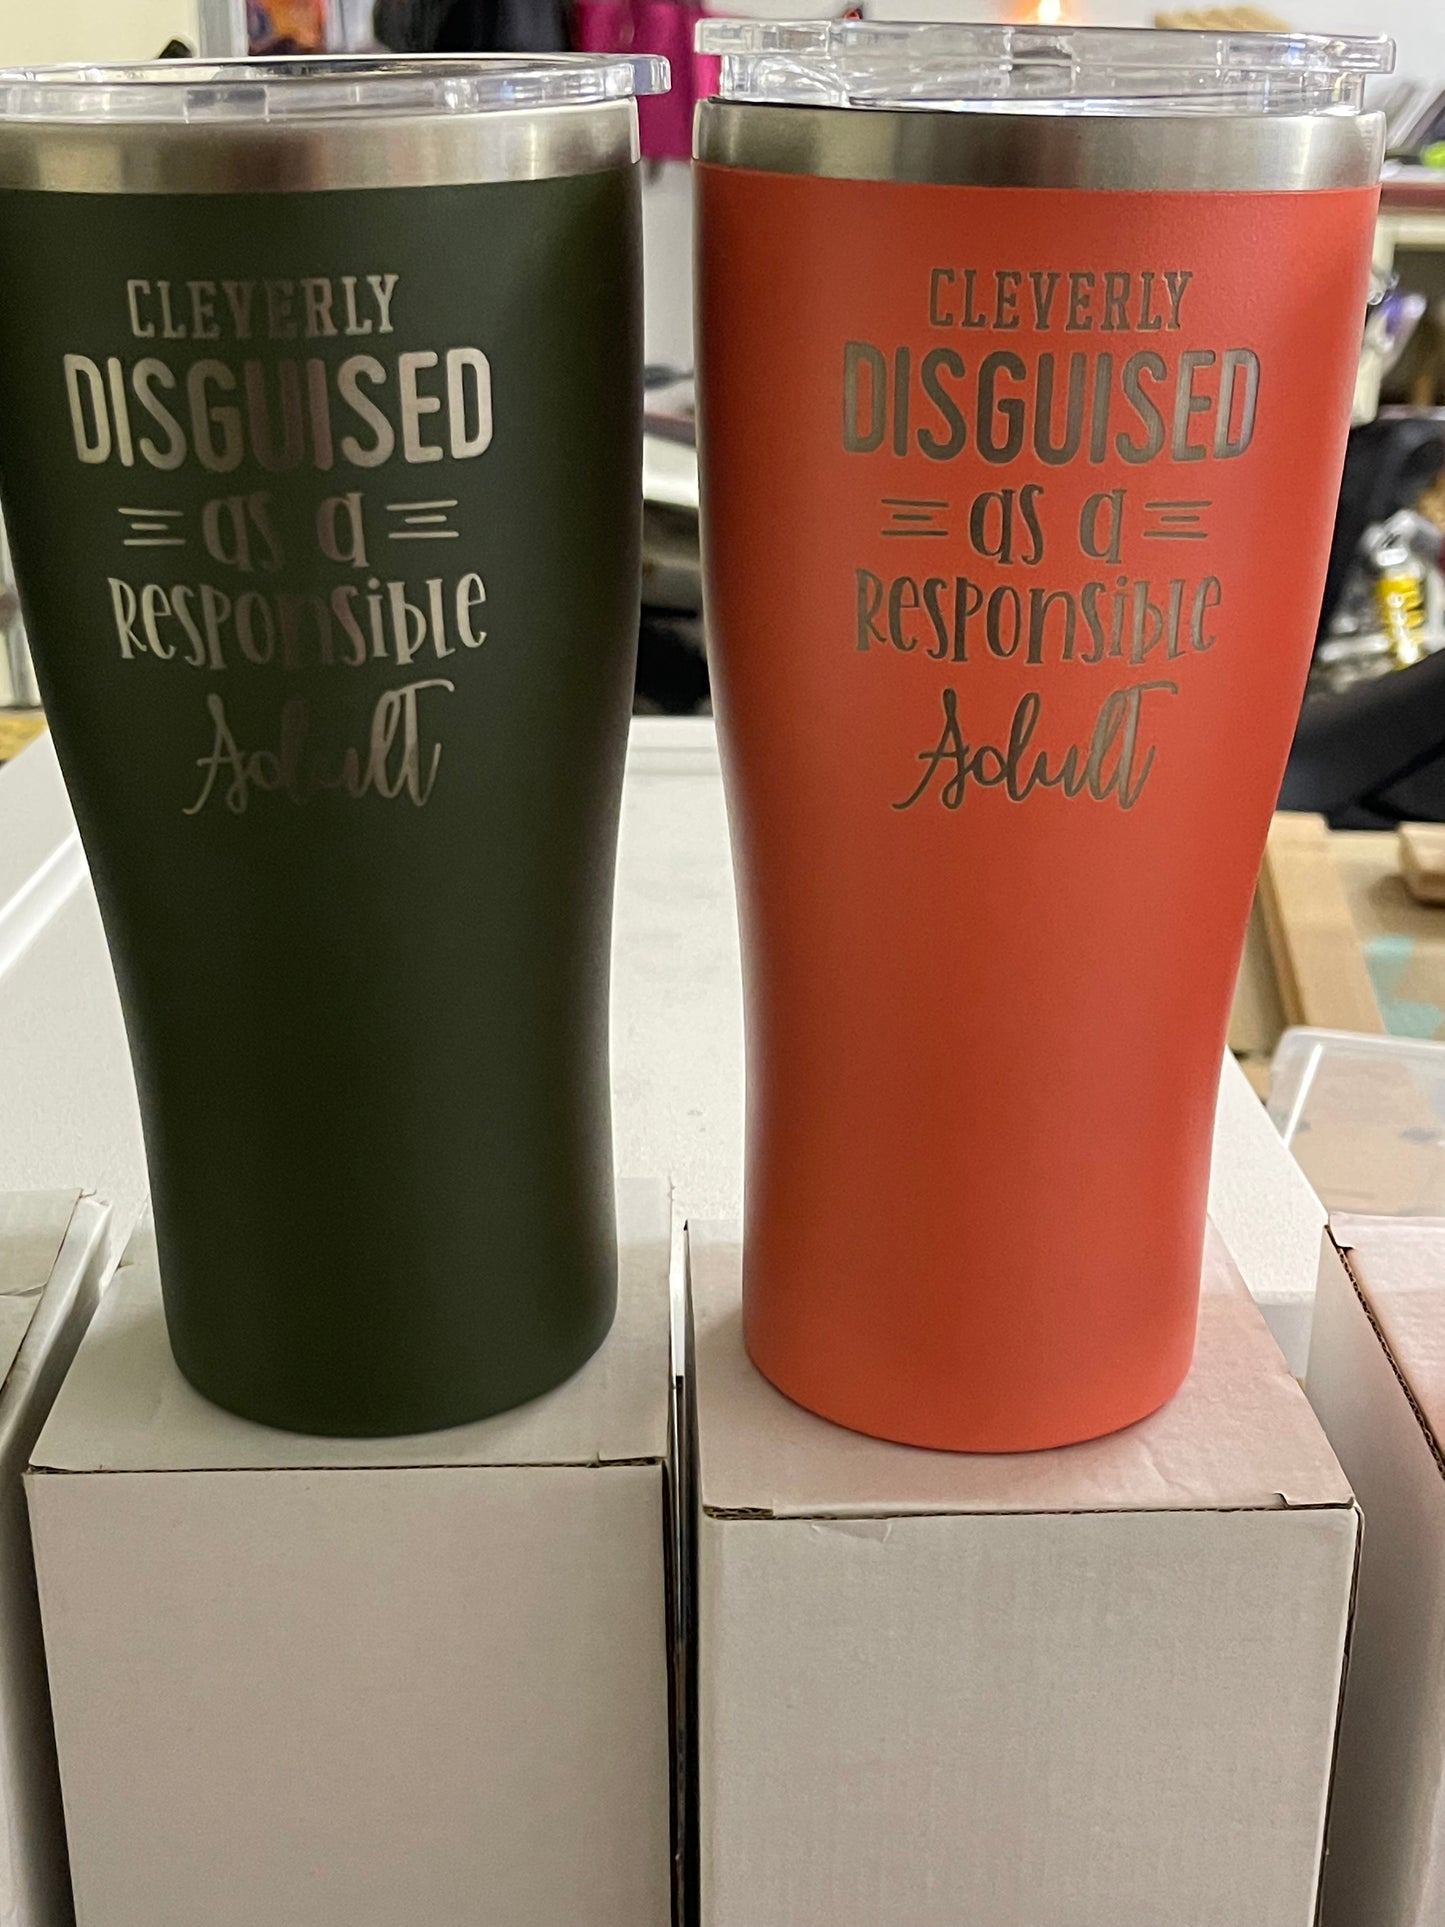 CLEVERLY
DISGUISED
as a
RESPONSIBLE
Adult
CLEVERLY
DISGUISED
as a
RESPONSIBLE
Adult